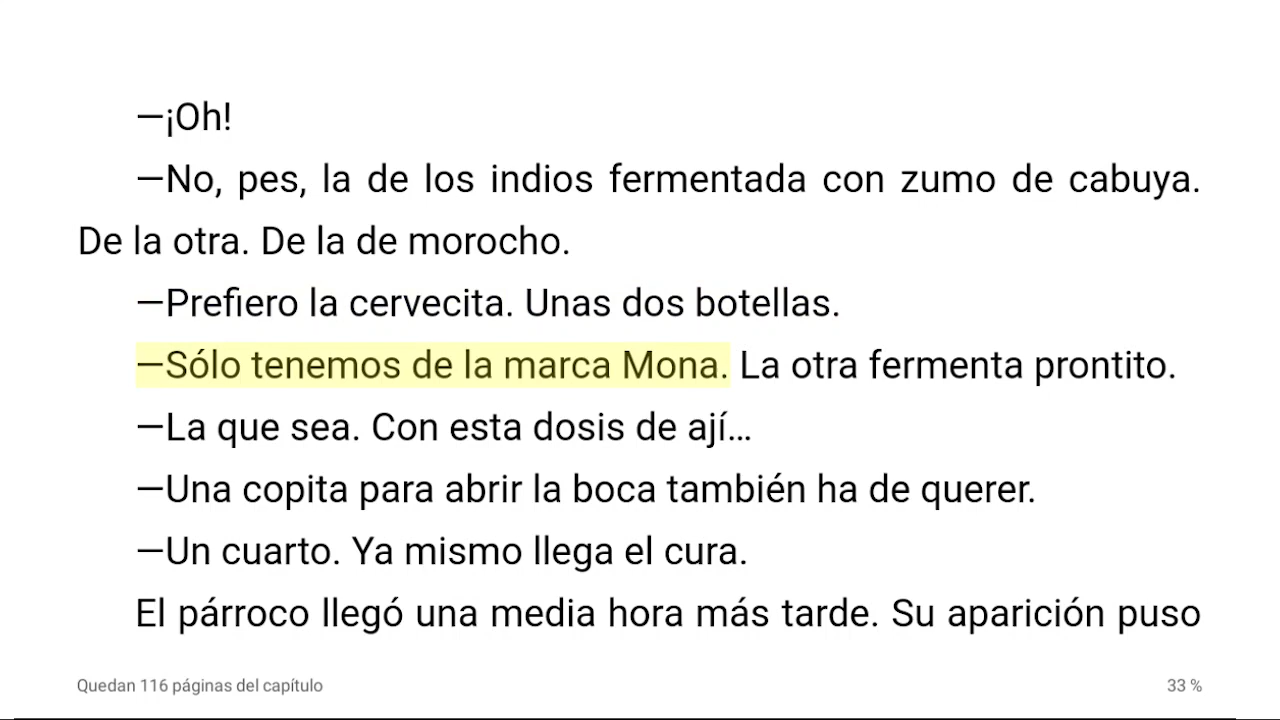 —¡Oh!
—No, pes, la de los indios fermentada con zumo de cabuya.
De la otra. De la de morocho.
—Prefiero la cervecita. Unas dos botellas.
—Sólo tenemos de la marca Mona. La otra fermenta prontito.
—La que sea. Con esta dosis de ají…
—Una copita para abrir la boca también ha de querer.
—Un cuarto. Ya mismo llega el cura.
El párroco llegó una media hora más tarde. Su aparición puso
Quedan 116 páginas del capítulo 33 %